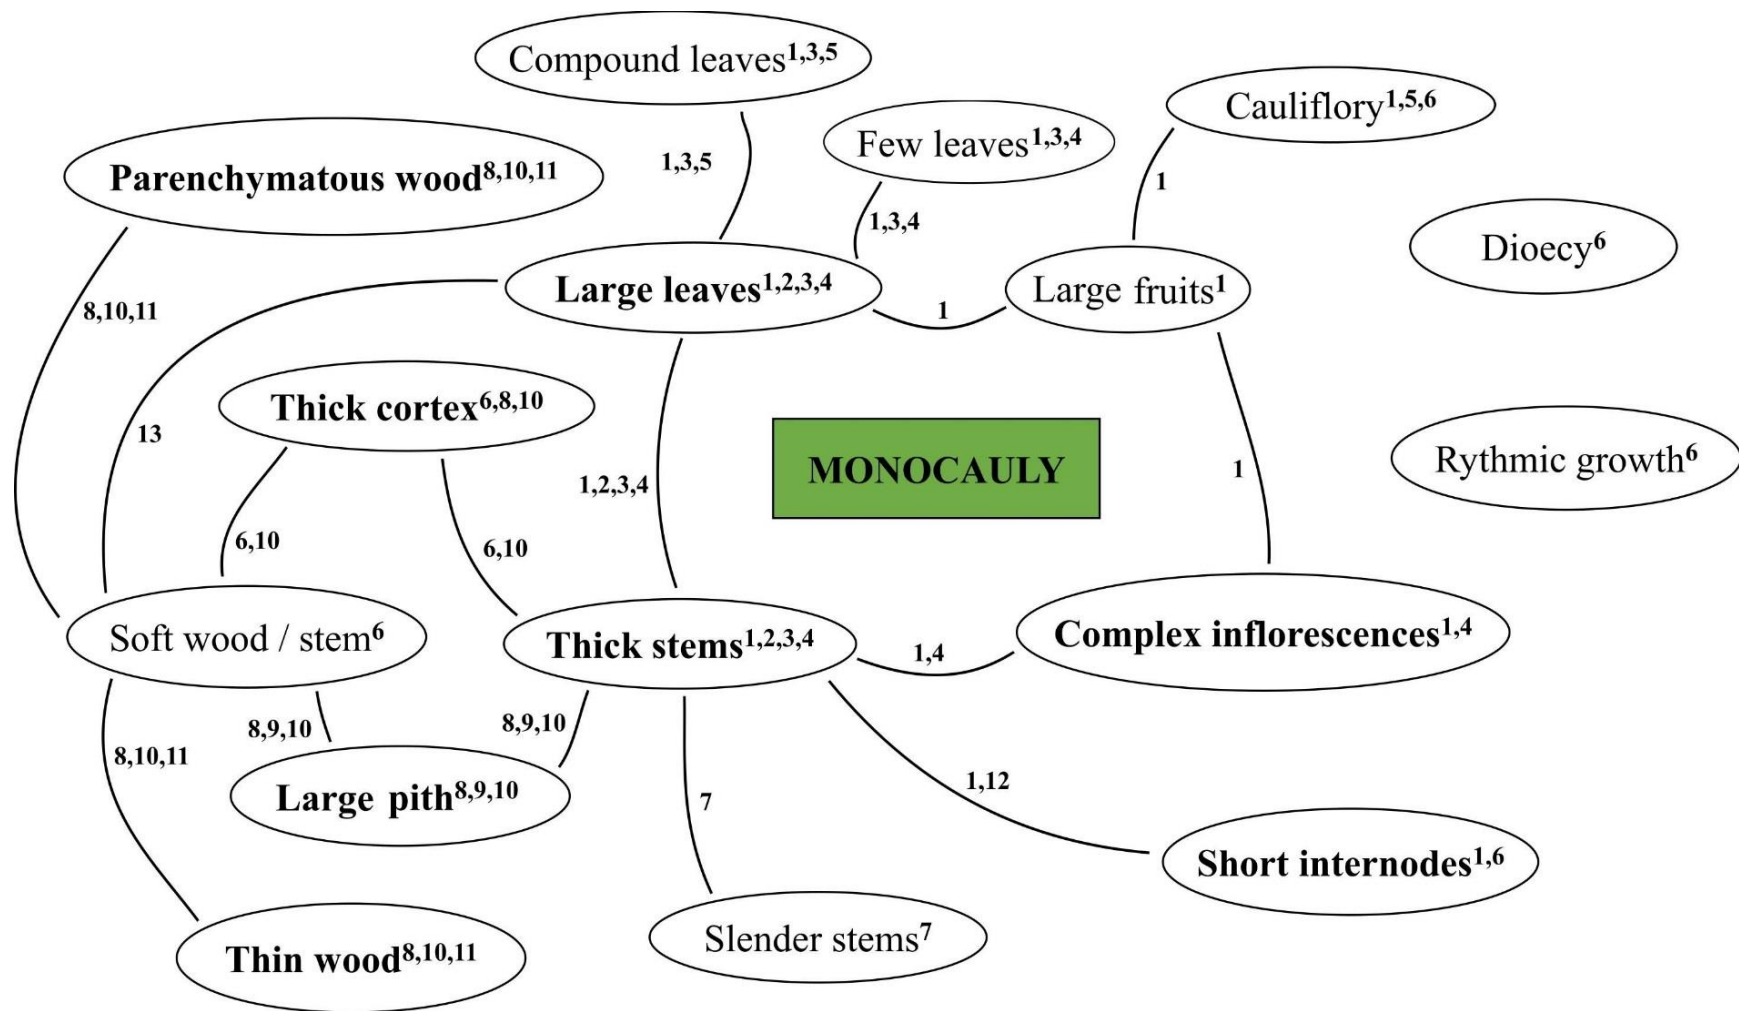 Compound leaves1,3,5
Cauliflory1,5,6
Few leaves1,3,4
1,3,5
Parenchymatous wood8,10,11
1
1,3,4
Dioecy6
Large leaves1,2,3,4
Large fruits1
8,10,11
1
Thick cortex6,8,10
13
MONOCAULY
Rythmic growth6
1
1,2,3,4
6,10
6,10
Soft wood / stem6
Thick stems1,2,3,4
Complex inflorescences1,4
1,4
8,9,10
8,9,10
8,10,11
1,12
Large pith8,9,10
7
Short internodes1,6
Slender stems7
Thin wood8,10,11